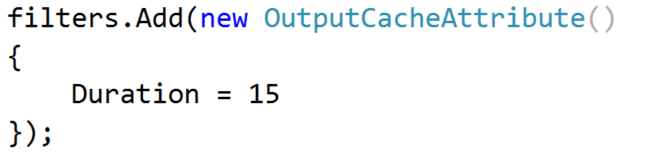 filters.Add(new OutputCacheAttribute()
{
    Duration = 15
});